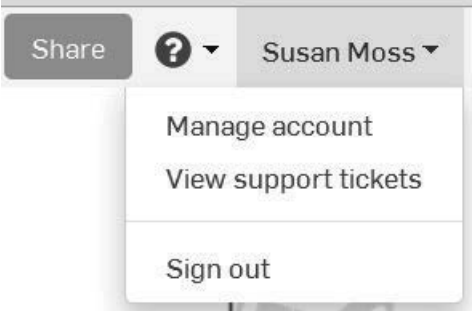 Share ? Susan Moss
Manage account
View support tickets
Sign out